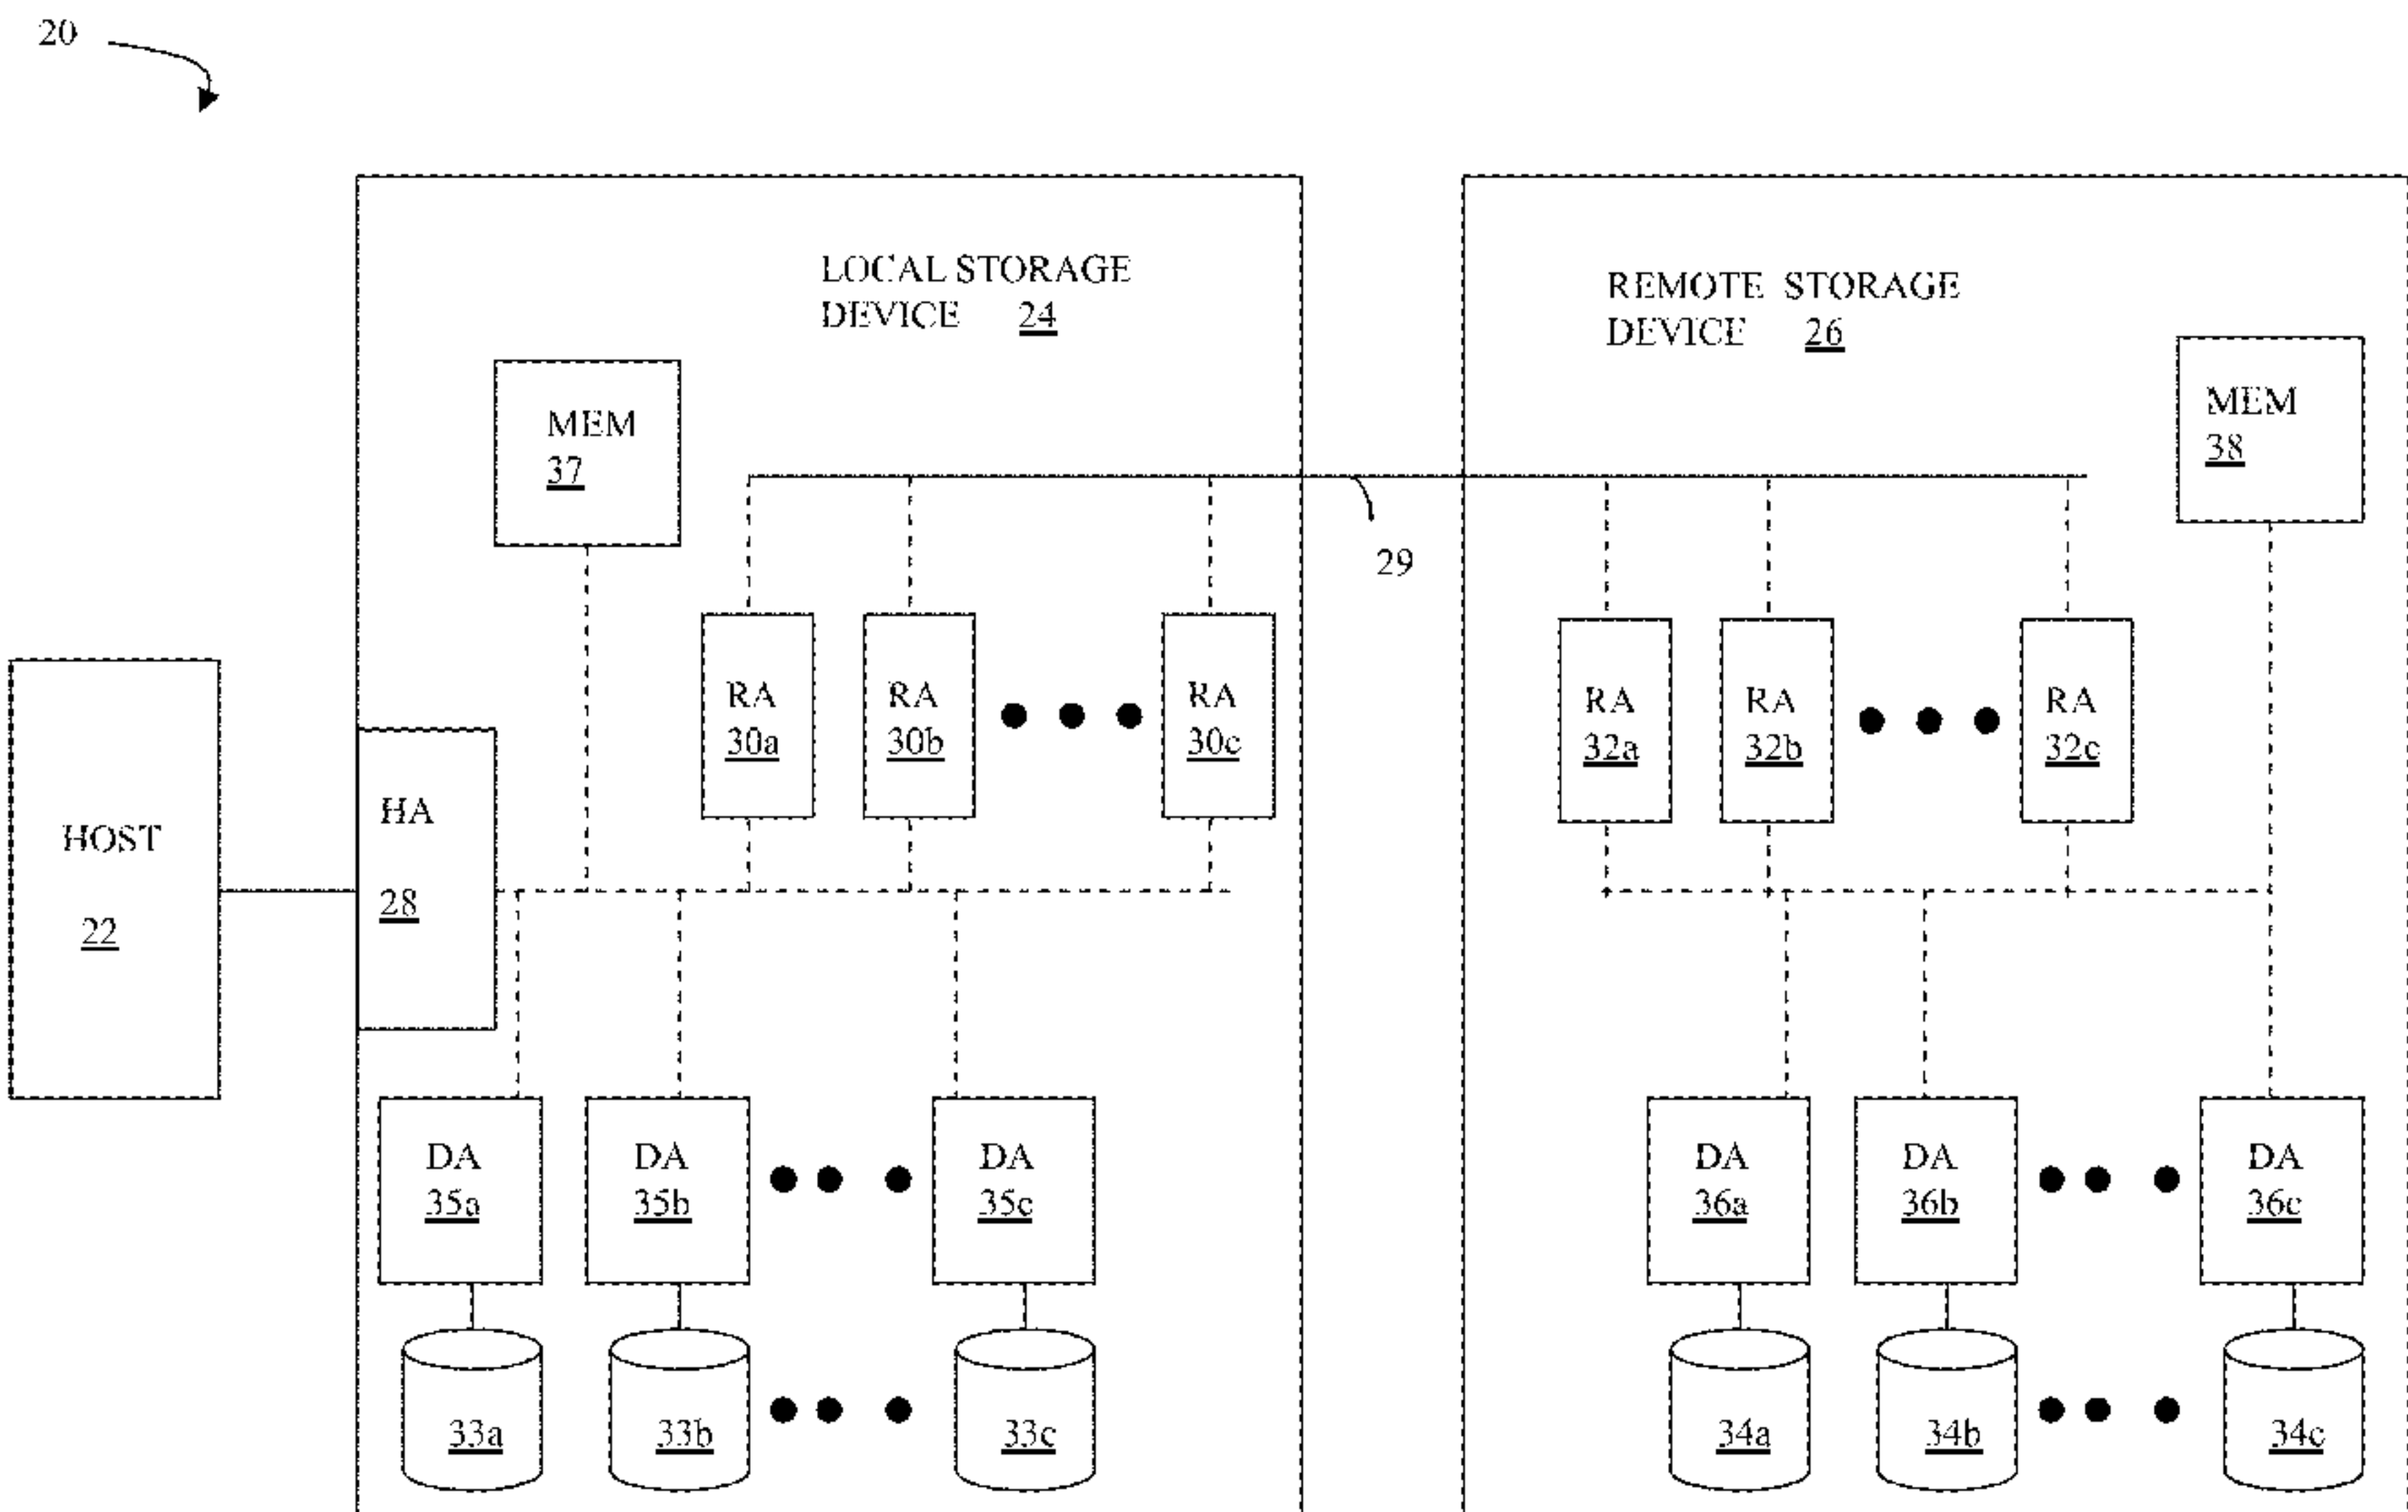 20
LOCAL STORAGE
DEVICE 24
REMOTE STORAGE
DEVICE 26
MEM
37
MEM
38
29
RA
30a
RA
30b
RA
30c
RA
32a
RA
32b
RA
32c
HOST
22
HA
28
DA
35a
DA
35b
DA
35c
DA
36a
DA
36b
DA
36c
33a
33b
33c
34a
34b
34c